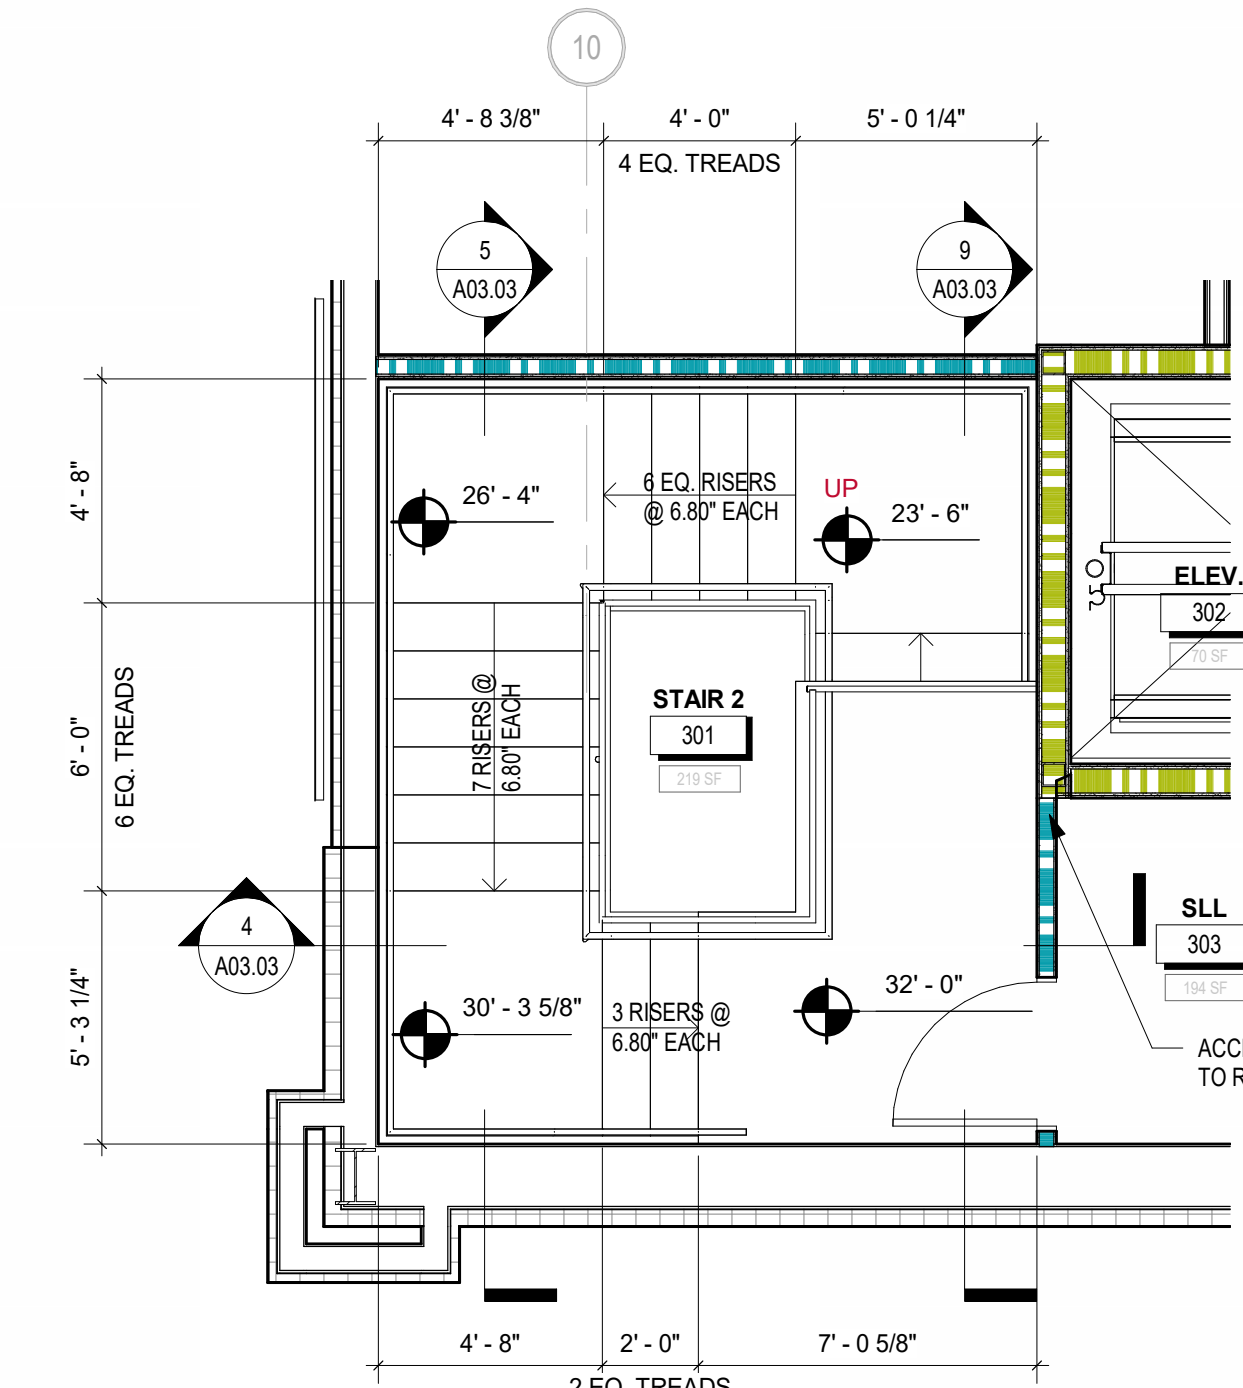 10
4' - 8 3/8"
4' - 0"
5' - 0 1/4"
4 EQ. TREADS
5
A03.03
9
A03.03
4' - 8"
26' - 4"
6 EQ. RISERS
@ 6.80" EACH
UP
23' - 6"
ELEV.
302
70 SF
6' - 0"
6 EQ. TREADS
7 RISERS @
6.80" EACH
STAIR 2
301
219 SF
4
A03.03
SLL
303
194 SF
5' - 3 1/4"
30' - 3 5/8"
3 RISERS @
6.80" EACH
32' - 0"
TO R
4' - 8"
2' - 0"
7' - 0 5/8"
2 EQ. TREADS